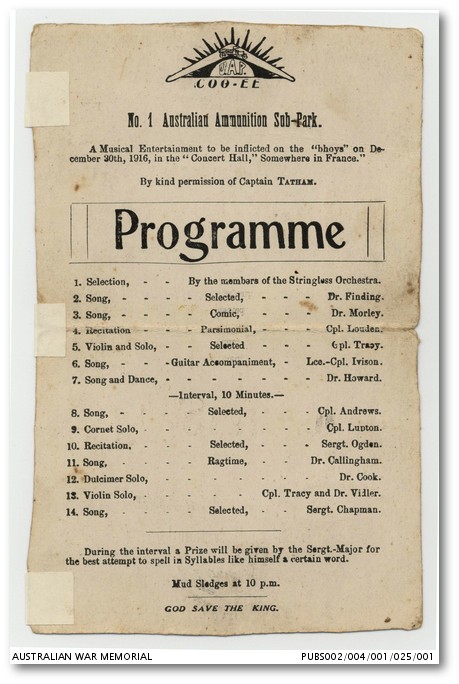 A.A.P.
COO-EE
No. 1 Australian Ammunition Sub-Park.
A Musical Entertainment to be inflicted on the "bhoys" on De-
cember 30th, 1916, in the "Concert Hall," Somewhere in France."
By kind permission of Captain TATHAM.
Programme
1. Selection, - - By the members of the Stringless Orchestra.
2. Song, - - - Selected, - - - Dr. Finding.
3. Song, - - - Comic, - - - Dr. Morley.
4. Recitation - - Parsimonial, - - Cpl. Louden.
5. Violin and Solo, - - Selected - - Cpl. Tracy.
6. Song, - - -Guitar Accompaniment, - Lce.-Cpl. Ivison.
7. Song and Dance, - - - - - - - Dr. Howard.
—Interval, 10 Minutes.—
8. Song, - - - Selected, - - Cpl. Andrews.
9. Cornet Solo, - - - - - - Cpl. Lupton.
10. Recitation, - - Selected, - - Sergt. Ogden.
11. Song, - - - Ragtime, - - Dr. Callingham.
12. Dulcimer Solo, - - - - - - Dr. Cook.
13. Violin Solo, - - - - Cpl. Tracy and Dr. Vidler.
14. Song, - - - Selected, - - Sergt. Chapman.
During the interval a Prize will be given by the Sergt.-Major for
the best attempt to spell in Syllables like himself a certain word.
Mud Sledges at 10 p.m.
GOD SAVE THE KING.
AUSTRALIAN WAR MEMORIAL
PUBS002/004/001/025/001